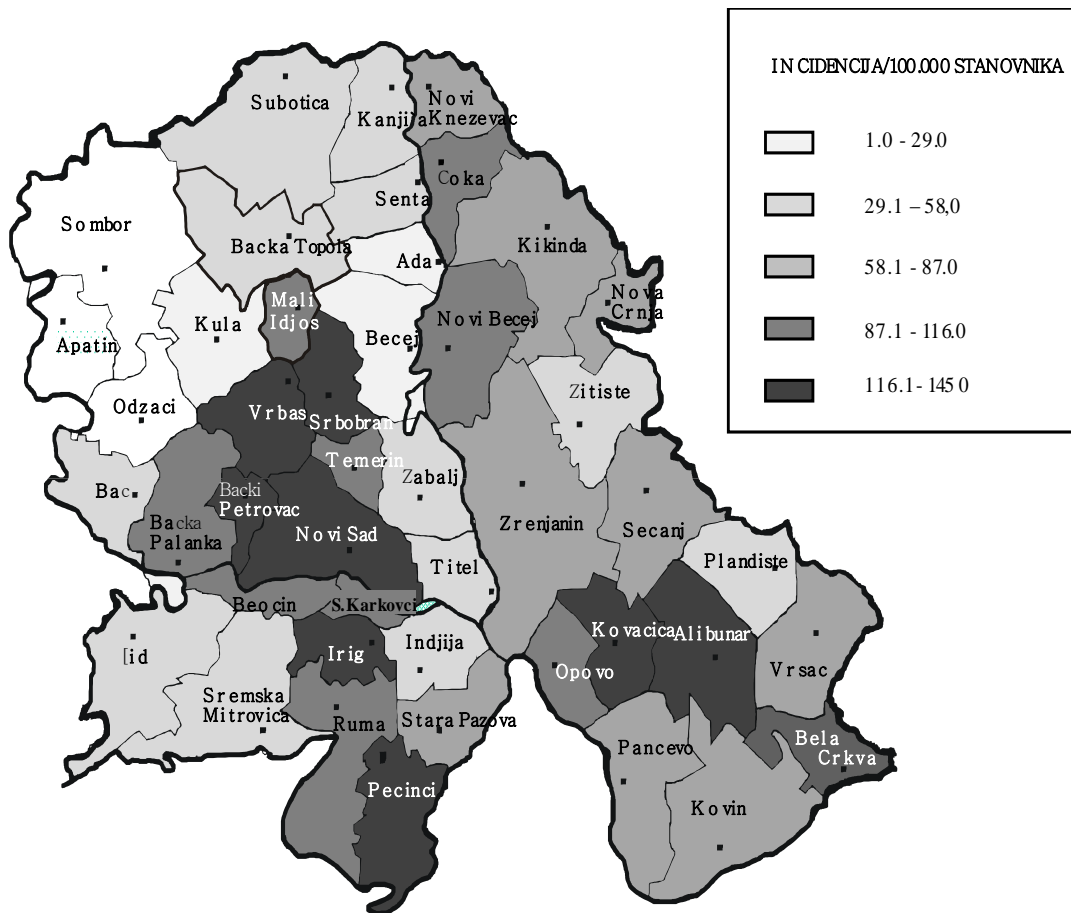 IN CIDENCIJA/100.000 STANOVNIKA
1.0 - 29.0
29.1 – 58,0
58.1 - 87.0
87.1 - 116.0
116.1 - 145 0
Subotica
Kanjiža
Novi
Knezevac
Coka
Senta
Sombor
Backa Topola
Ada
Kikinda
Nova
Crnja
Mali
Idjos
Kula
Becej
Novi Becej
Apatin
Odzaci
Vrbas
Srbobran
Zitiste
Temerin
Zabalj
Bac
Backi
Petrovac
Backa
Palanka
Novi Sad
Zrenjanin
Secanj
Titel
Plandiste
Beocin
S.Karkovci
Kovacica
Alibunar
Irig
Indjija
Opovo
Vrsac
id
Sremska
Mitrovica
Ruma
Stara Pazova
Pancevo
Bela
Crkva
Pecinci
Kovin